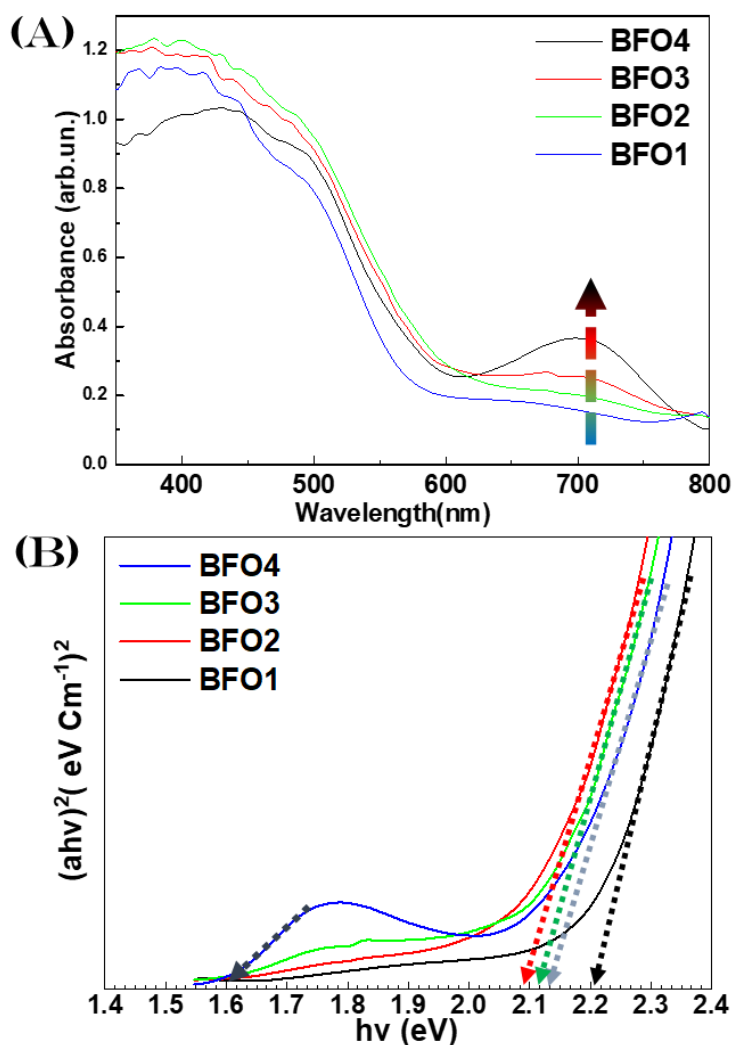 (A)
1.2
1.0
0.8
0.6
0.4
0.2
0.0
Absorbance (arb.un.)
BFO4
BFO3
BFO2
BFO1
400 500 600 700 800
Wavelength(nm)
(B)
BFO4
BFO3
BFO2
BFO1
(ahv)² ( eV Cm⁻¹)²
1.4 1.5 1.6 1.7 1.8 1.9 2.0 2.1 2.2 2.3 2.4
hv (eV)